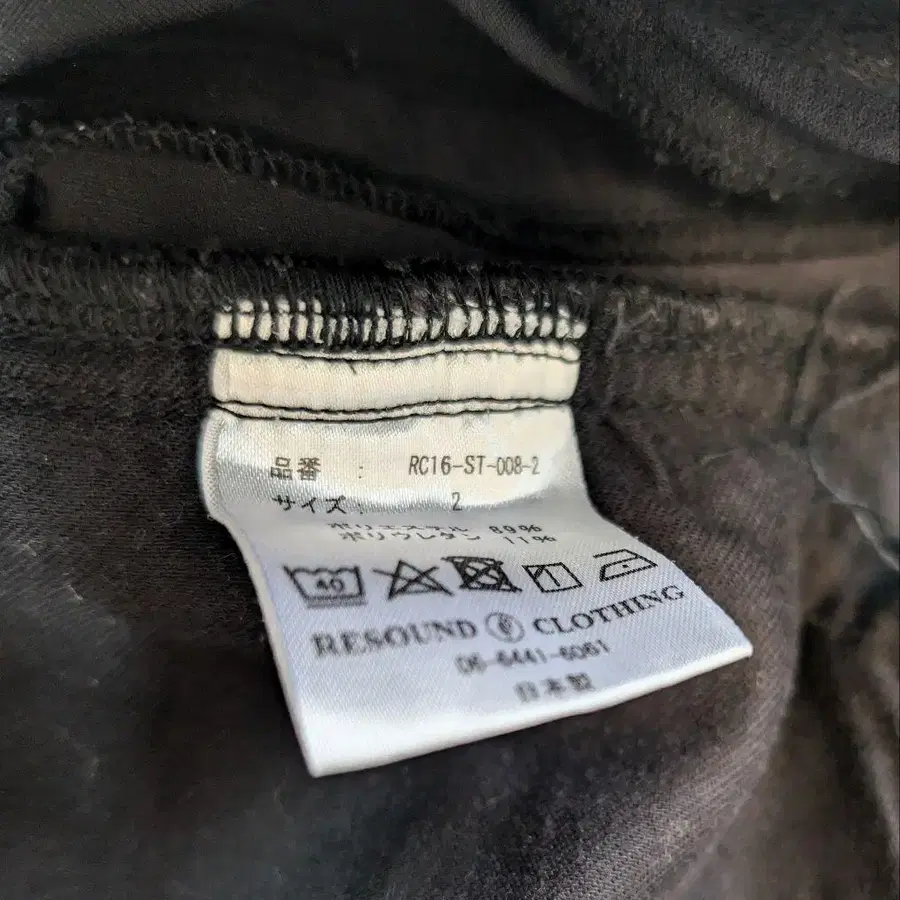 品番 : RC16-ST-008-2
サイズ: 2
ポリエステル 89%
ポリウレタン 11%
40
RESOUND CLOTHING
06-6441-6061
日本製